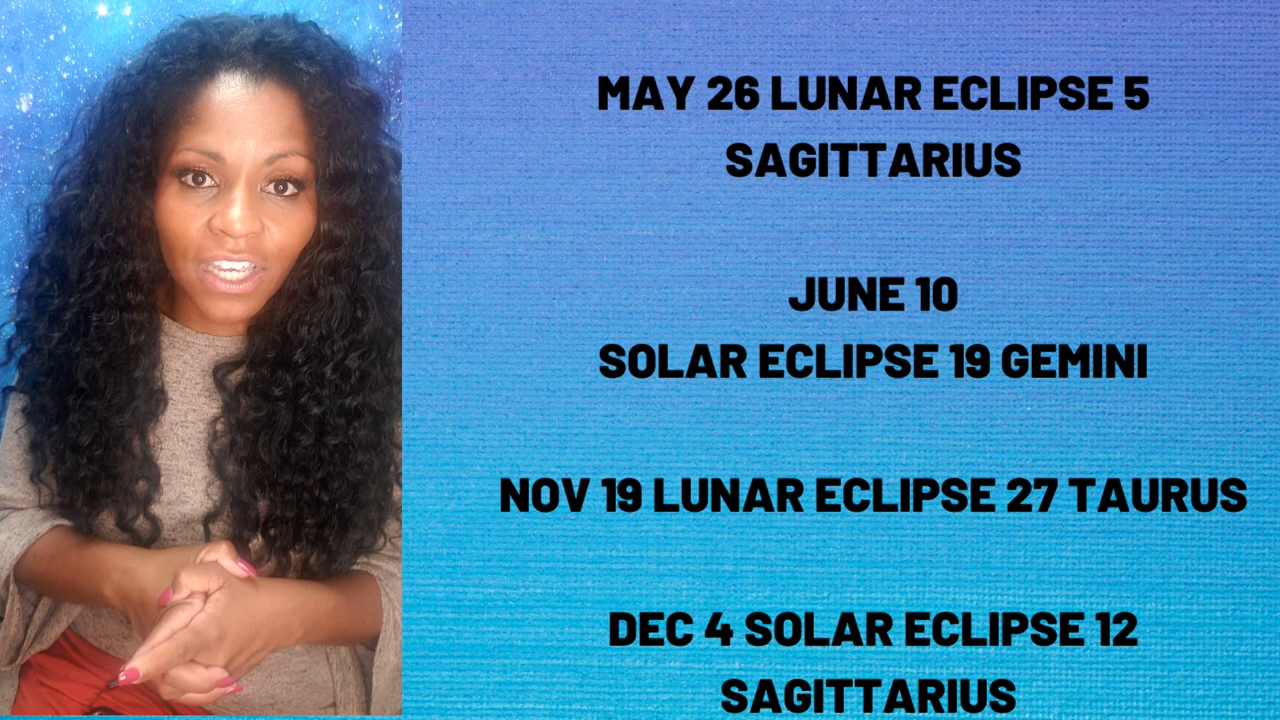 MAY 26 LUNAR ECLIPSE 5
SAGITTARIUS
JUNE 10
SOLAR ECLIPSE 19 GEMINI
NOV 19 LUNAR ECLIPSE 27 TAURUS
DEC 4 SOLAR ECLIPSE 12
SAGITTARIUS